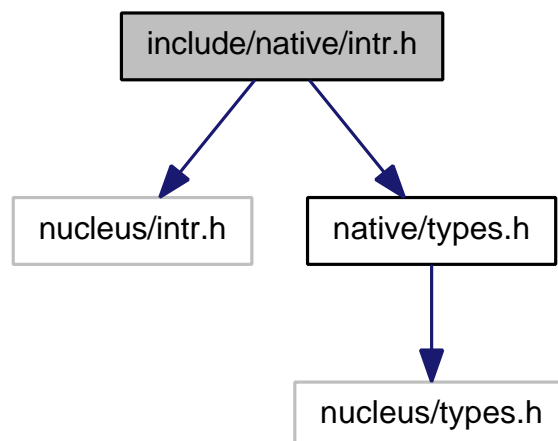 include/native/intr.h
nucleus/intr.h
native/types.h
nucleus/types.h